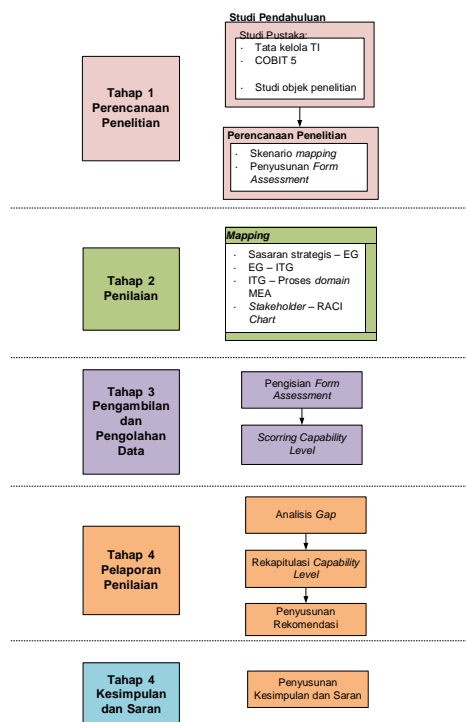 Studi Pendahuluan
Studi Pustaka:
- Tata kelola TI
- COBIT 5
- Studi objek penelitian
Tahap 1
Perencanaan
Penelitian
Perencanaan Penelitian
- Skenario mapping
- Penyusunan Form
Assessment
Tahap 2
Penilaian
Mapping
- Sasaran strategis – EG
- EG – ITG
- ITG – Proses domain
MEA
- Stakeholder – RACI
Chart
Tahap 3
Pengambilan
dan
Pengolahan
Data
Pengisian Form
Assessment
Scorring Capability
Level
Tahap 4
Pelaporan
Penilaian
Analisis Gap
Rekapitulasi Capability
Level
Penyusunan
Rekomendasi
Tahap 4
Kesimpulan
dan Saran
Penyusunan
Kesimpulan dan Saran